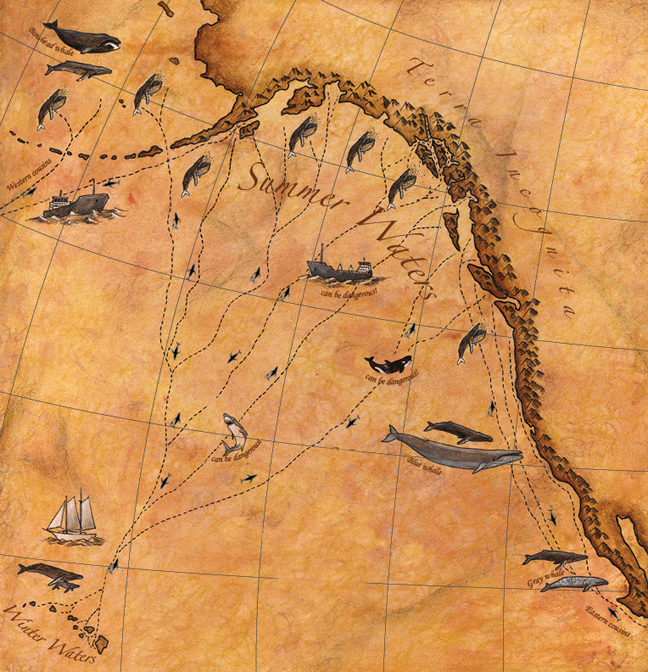 Bowhead whale
Terra Incognita
Western cousins
Summer Waters
can be dangerous!
can be dangerous!
can be dangerous!
Blue whale
Gray whale
Eastern cousins
Winter Waters